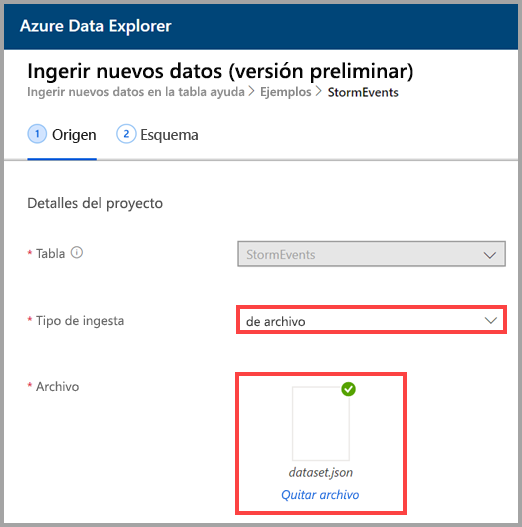 Azure Data Explorer
Ingerir nuevos datos (versión preliminar)
Ingerir nuevos datos en la tabla ayuda > Ejemplos > StormEvents
1 Origen 2 Esquema
Detalles del proyecto
* Tabla StormEvents
* Tipo de ingesta de archivo
* Archivo
dataset.json
Quitar archivo